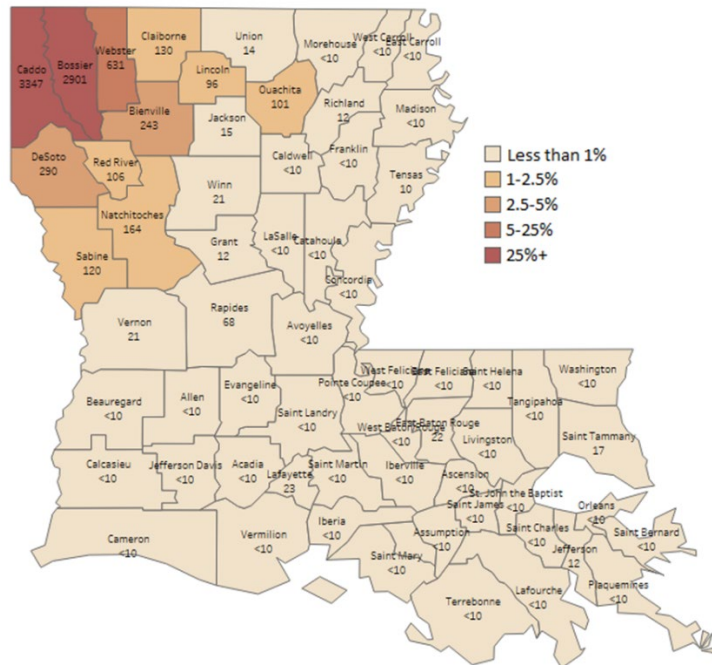 Caddo
3347
Bossier
2901
Webster
631
Claiborne
130
Union
14
Morehouse
<10
West Carroll
<10
East Carroll
<10
Lincoln
96
Ouachita
101
Bienville
243
Jackson
15
Richland
12
Madison
<10
DeSoto
290
Red River
106
Caldwell
<10
Franklin
<10
Tensas
10
Winn
21
Natchitoches
164
Sabine
120
Grant
12
LaSalle
<10
Catahoula
<10
Concordia
<10
Less than 1%
1-2.5%
2.5-5%
5-25%
25%+
Vernon
21
Rapides
68
Avoyelles
<10
Beauregard
<10
Allen
<10
Evangeline
<10
Saint Landry
<10
Pointe Coupee
<10
West Feliciana
<10
East Feliciana
<10
Saint Helena
<10
Tangipahoa
<10
Washington
<10
West Baton Rouge
<10
East Baton Rouge
22
Livingston
<10
Saint Tammany
17
Calcasieu
<10
Jefferson Davis
<10
Acadia
<10
Lafayette
23
Saint Martin
<10
Iberville
<10
Ascension
<10
St. John the Baptist
<10
Saint James
<10
Orleans
<10
Cameron
<10
Vermilion
<10
Iberia
<10
Saint Mary
<10
Assumption
<10
Saint Charles
<10
Jefferson
12
Saint Bernard
<10
Terrebonne
<10
Lafourche
<10
Plaquemines
<10